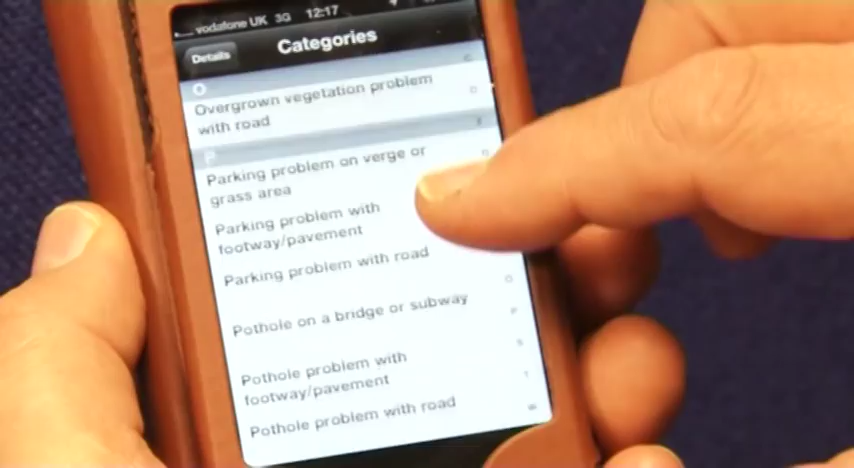 vodafone UK 3G 12:17
Details
Categories
O
Overgrown vegetation problem
with road
P
Parking problem on verge or
grass area
Parking problem with
footway/pavement
Parking problem with road
Pothole on a bridge or subway
Pothole problem with
footway/pavement
Pothole problem with road